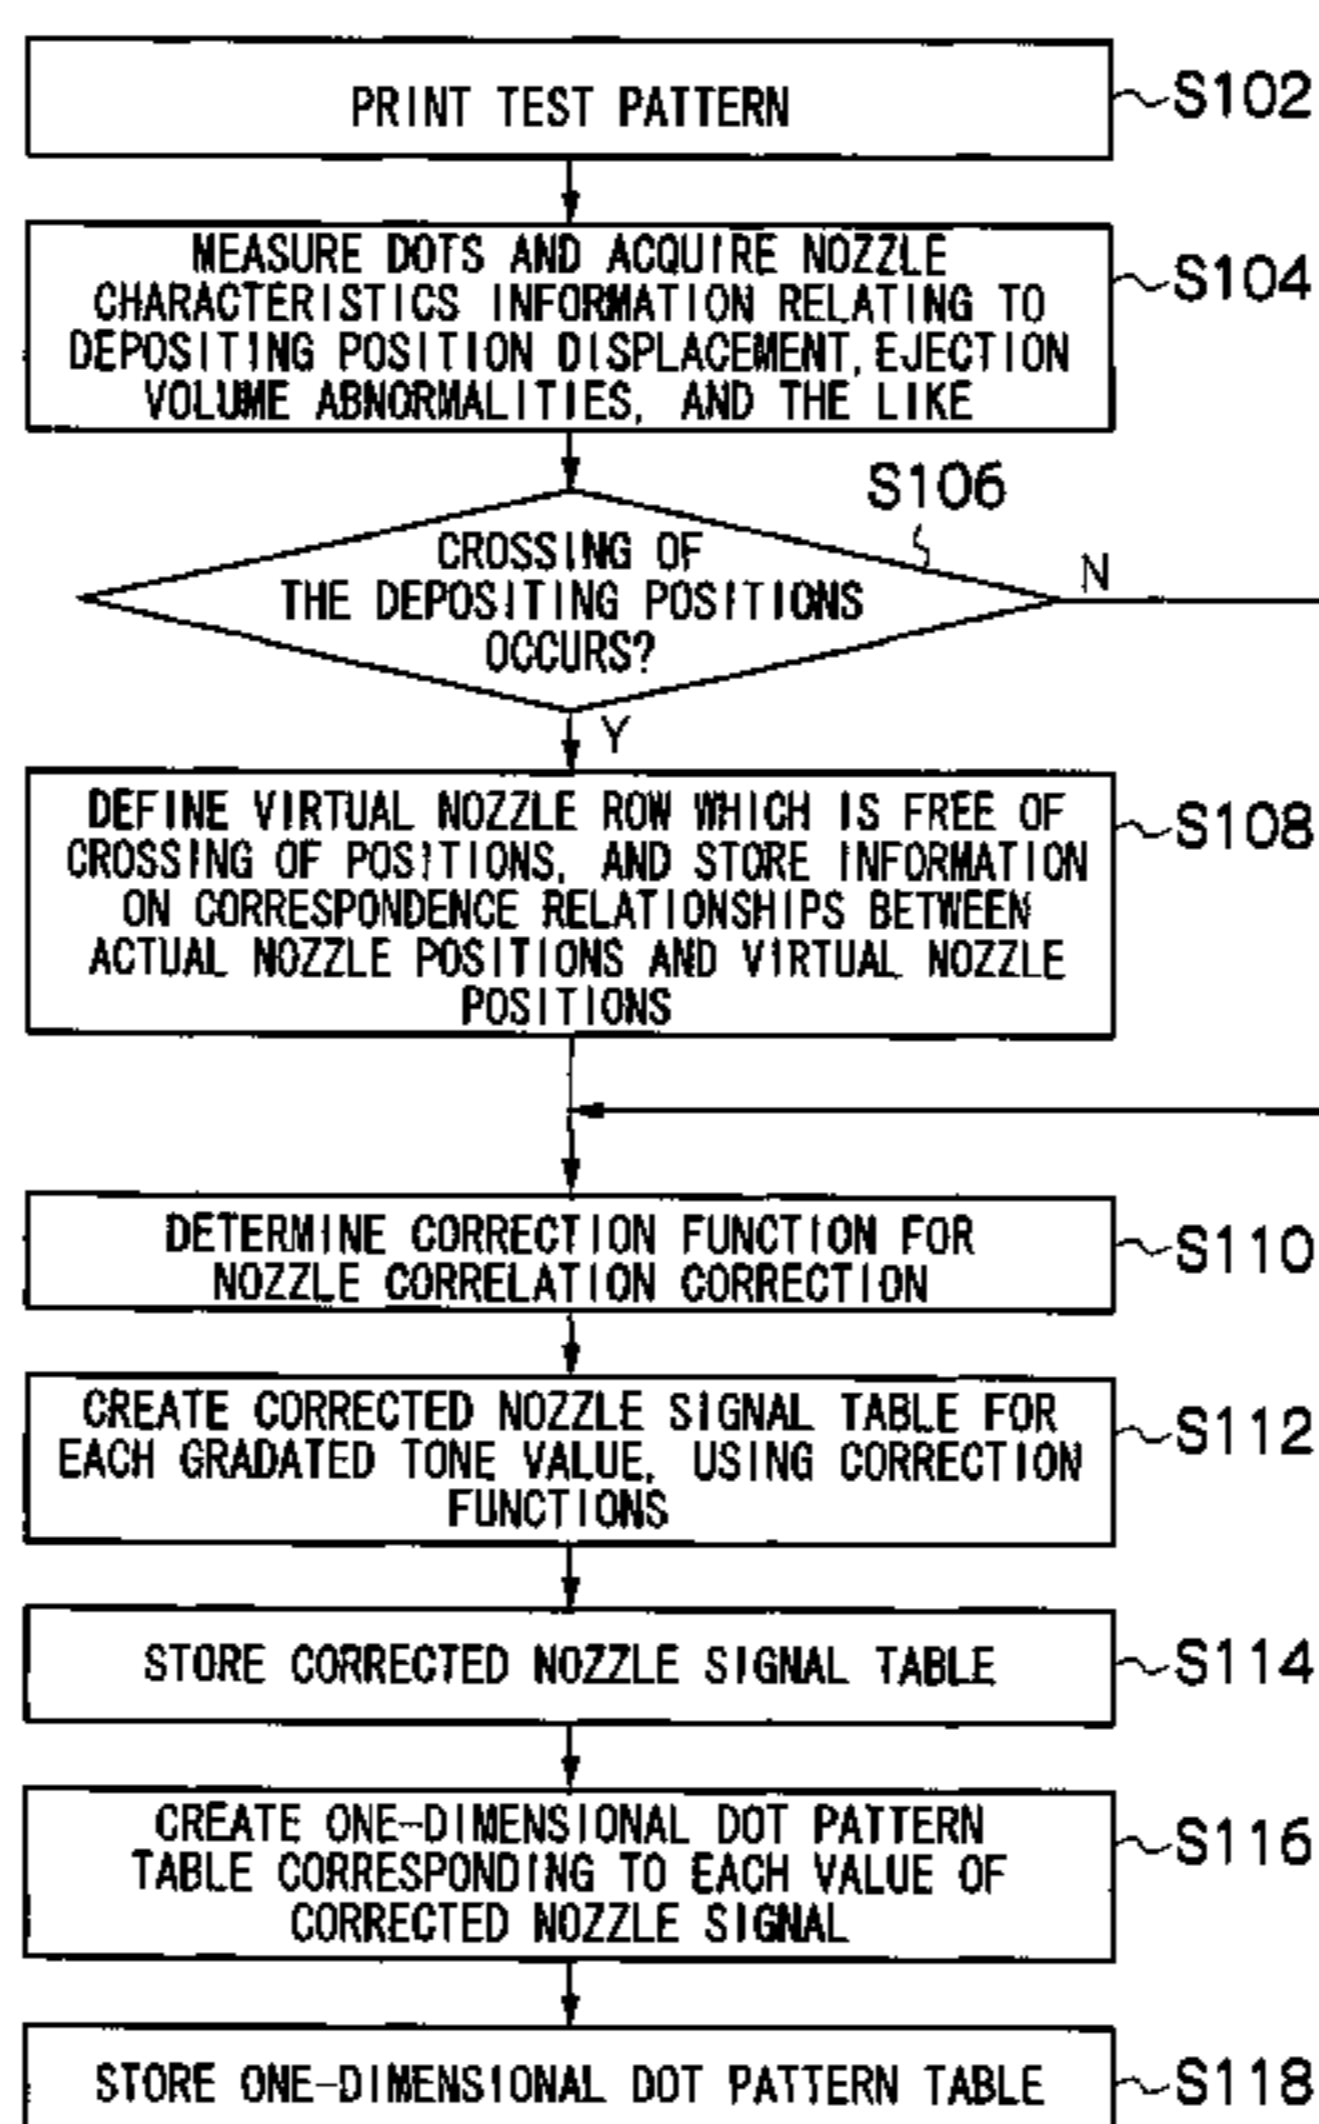 PRINT TEST PATTERN
S102
MEASURE DOTS AND ACQUIRE NOZZLE
CHARACTERISTICS INFORMATION RELATING TO
DEPOSITING POSITION DISPLACEMENT, EJECTION
VOLUME ABNORMALITIES, AND THE LIKE
S104
S106
CROSSING OF
THE DEPOSITING POSITIONS
OCCURS?
N
Y
DEFINE VIRTUAL NOZZLE ROW WHICH IS FREE OF
CROSSING OF POSITIONS, AND STORE INFORMATION
ON CORRESPONDENCE RELATIONSHIPS BETWEEN
ACTUAL NOZZLE POSITIONS AND VIRTUAL NOZZLE
POSITIONS
S108
DETERMINE CORRECTION FUNCTION FOR
NOZZLE CORRELATION CORRECTION
S110
CREATE CORRECTED NOZZLE SIGNAL TABLE FOR
EACH GRADATED TONE VALUE, USING CORRECTION
FUNCTIONS
S112
STORE CORRECTED NOZZLE SIGNAL TABLE
S114
CREATE ONE-DIMENSIONAL DOT PATTERN
TABLE CORRESPONDING TO EACH VALUE OF
CORRECTED NOZZLE SIGNAL
S116
STORE ONE-DIMENSIONAL DOT PATTERN TABLE
S118